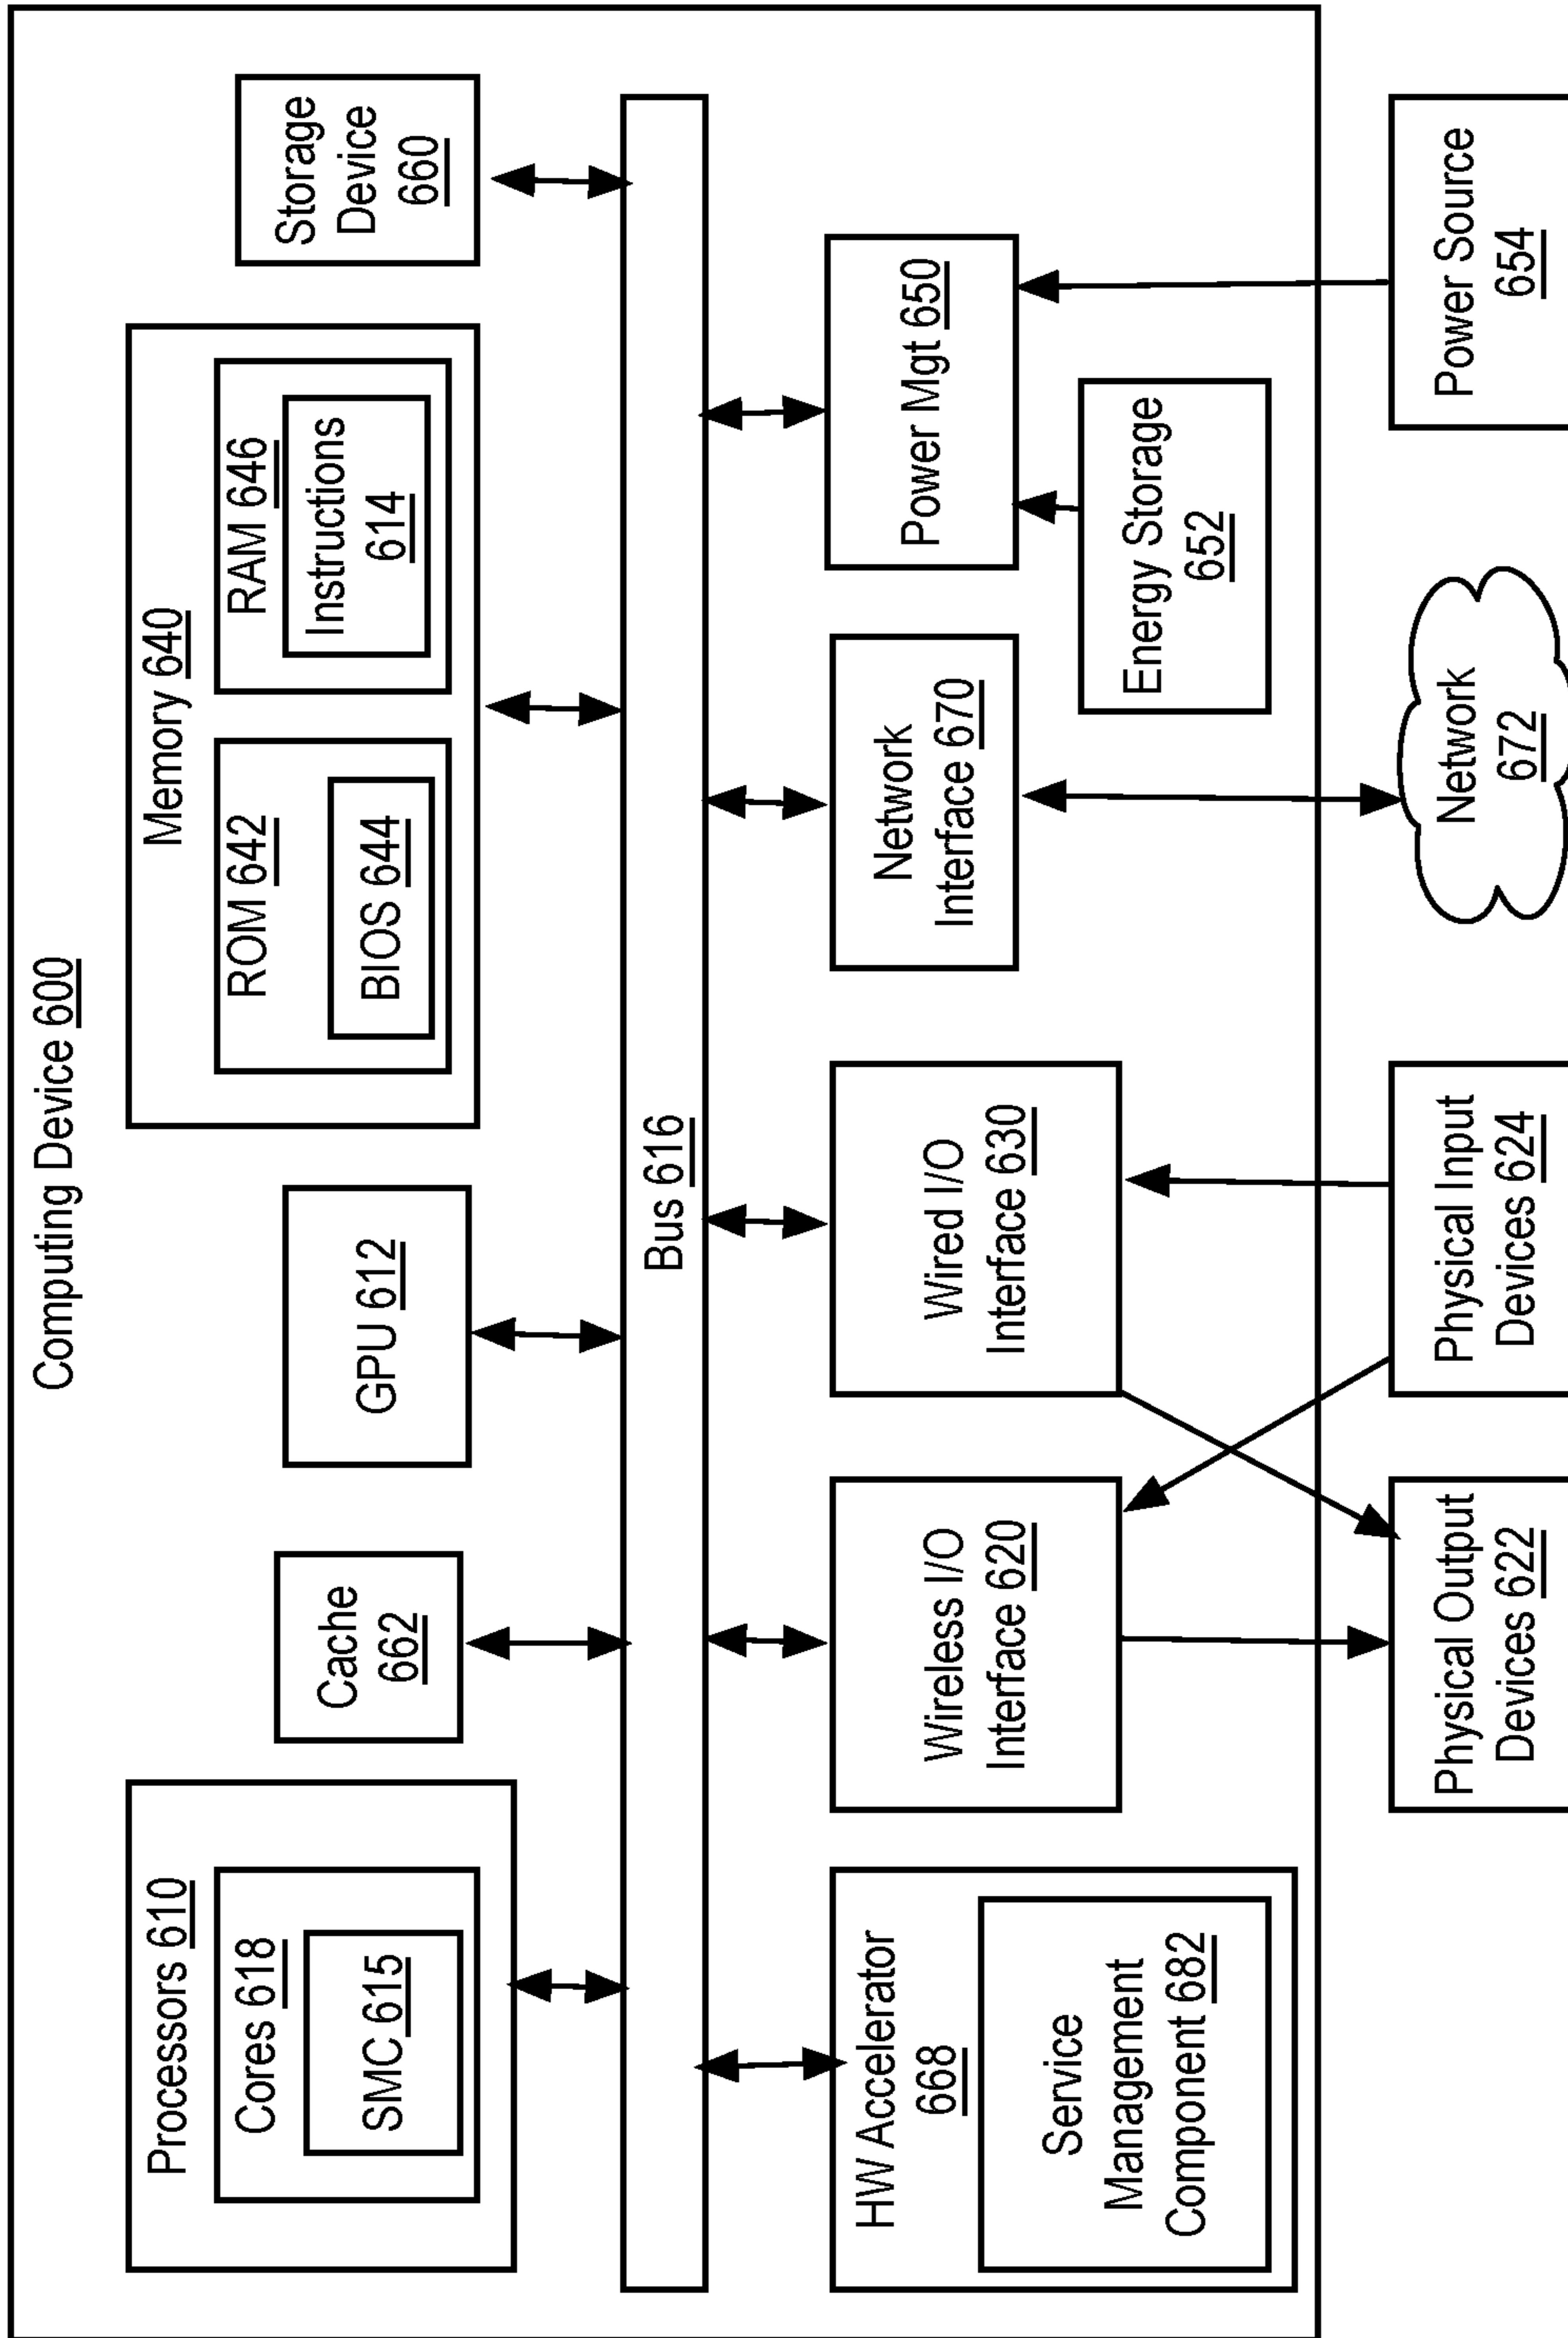 Computing Device 600
Processors 610
Cores 618
SMC 615
Cache
662
GPU 612
Memory 640
ROM 642
BIOS 644
RAM 646
Instructions
614
Storage
Device
660
Bus 616
HW Accelerator
668
Service
Management
Component 682
Wireless I/O
Interface 620
Wired I/O
Interface 630
Network
Interface 670
Power Mgt 650
Energy Storage
652
Physical Output
Devices 622
Physical Input
Devices 624
Network
672
Power Source
654